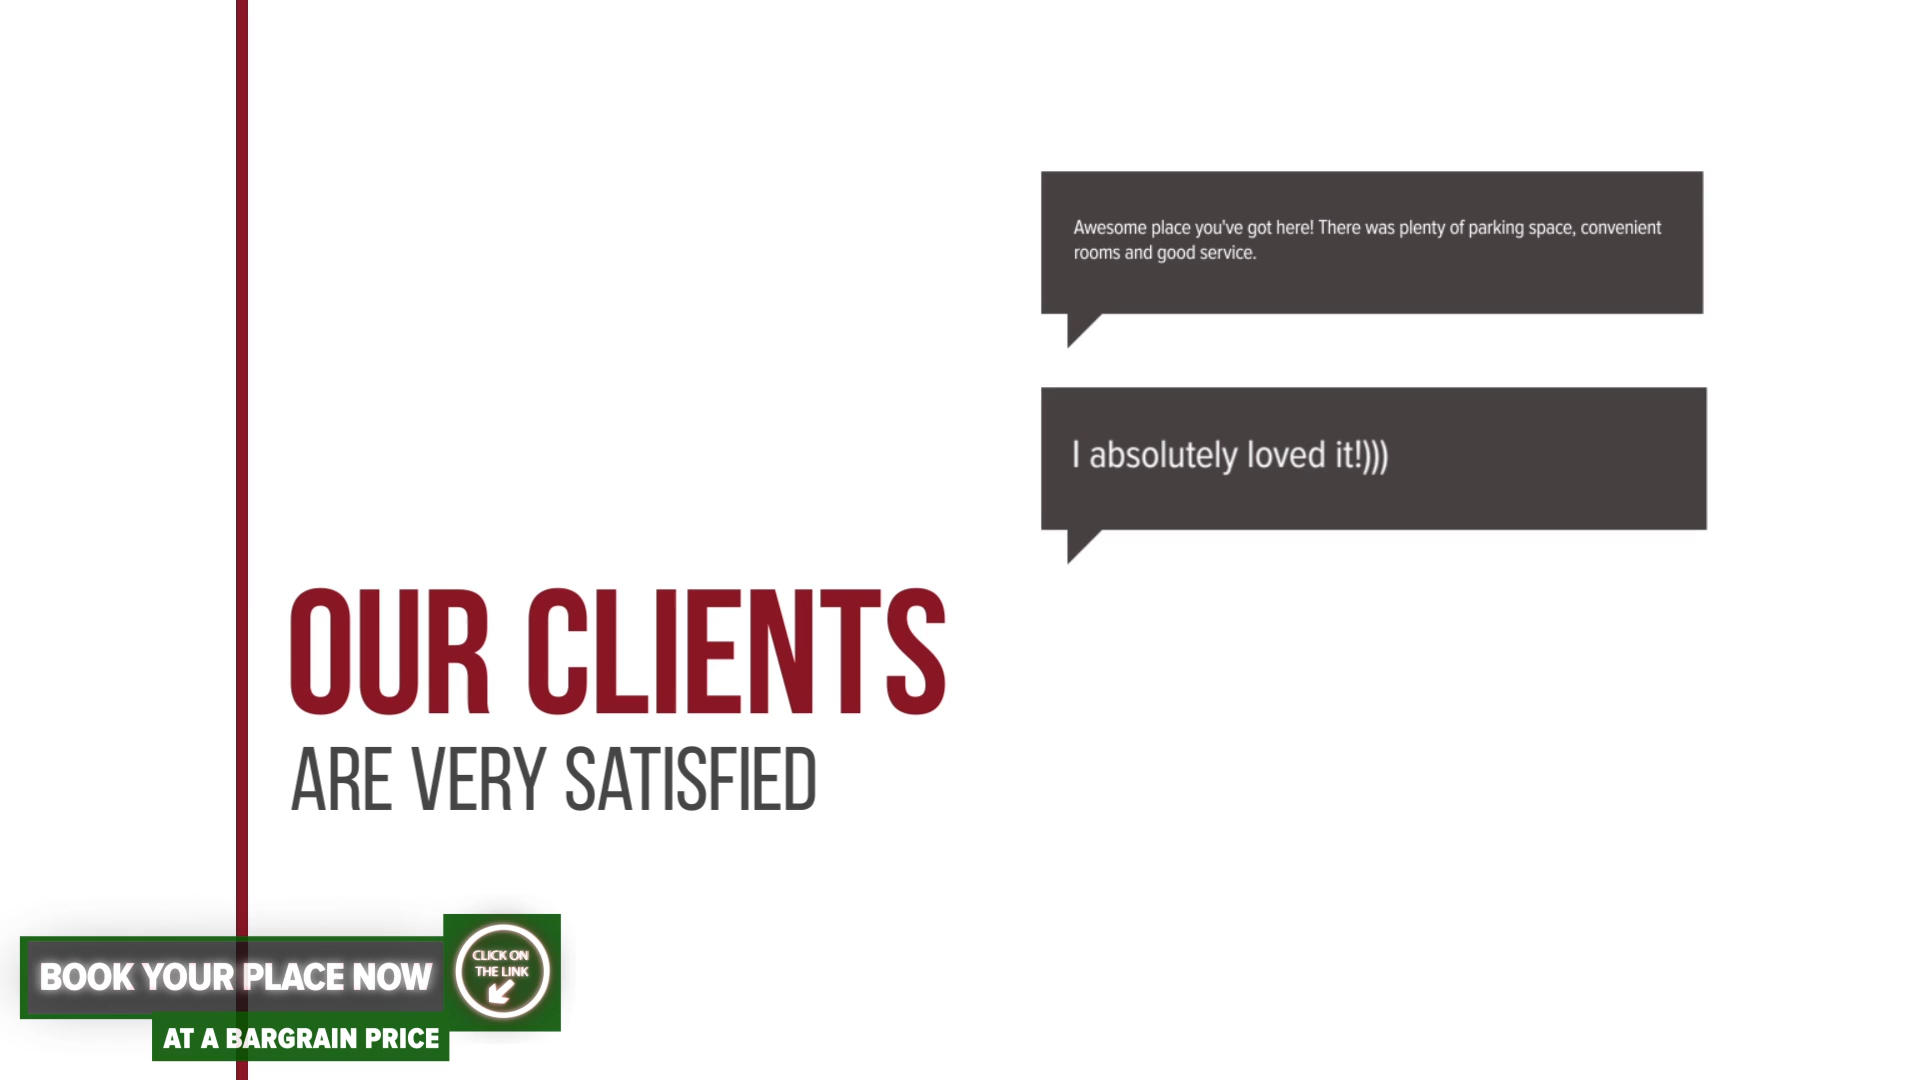 Awesome place you've got here! There was plenty of parking space, convenient
rooms and good service.
I absolutely loved it!)))
OUR CLIENTS
ARE VERY SATISFIED
BOOK YOUR PLACE NOW
CLICK ON
THE LINK
AT A BARGRAIN PRICE